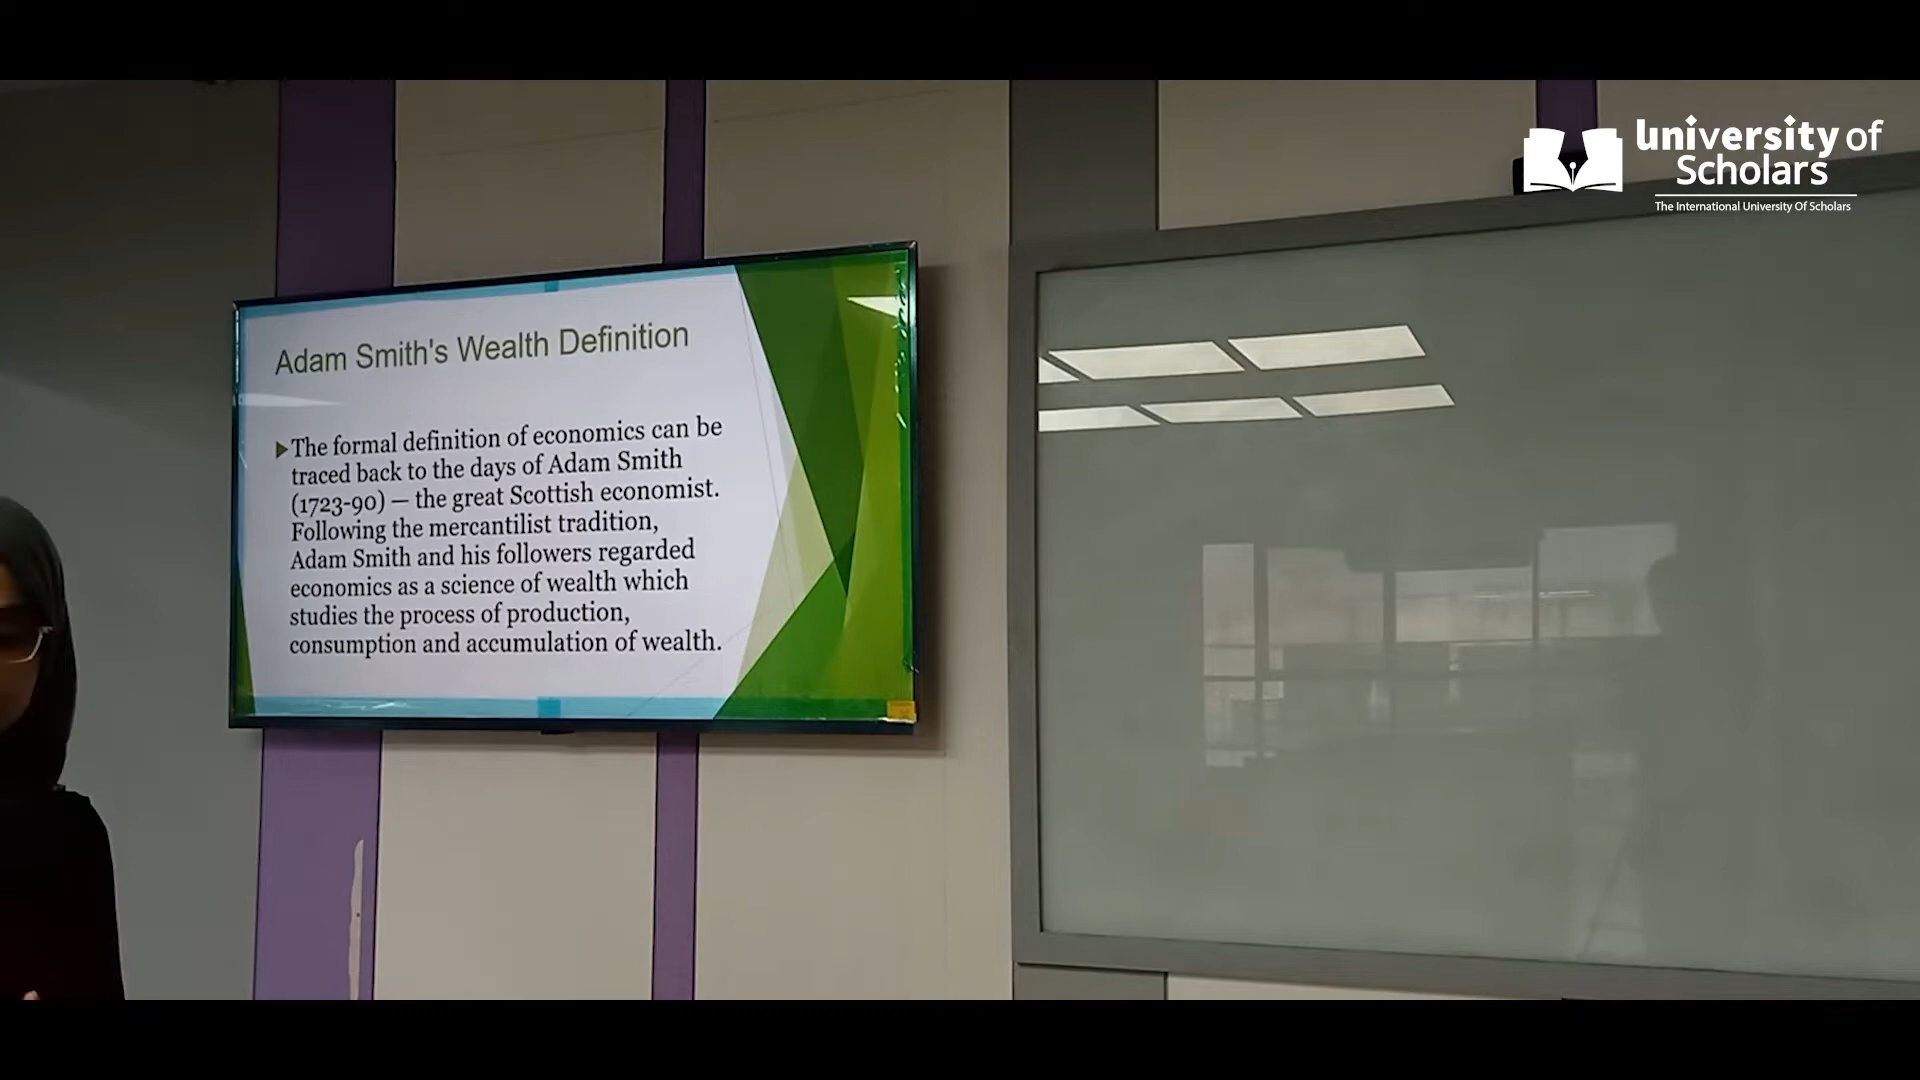 University of
Scholars
The International University Of Scholars
Adam Smith's Wealth Definition
The formal definition of economics can be
traced back to the days of Adam Smith
(1723-90) — the great Scottish economist.
Following the mercantilist tradition,
Adam Smith and his followers regarded
economics as a science of wealth which
studies the process of production,
consumption and accumulation of wealth.